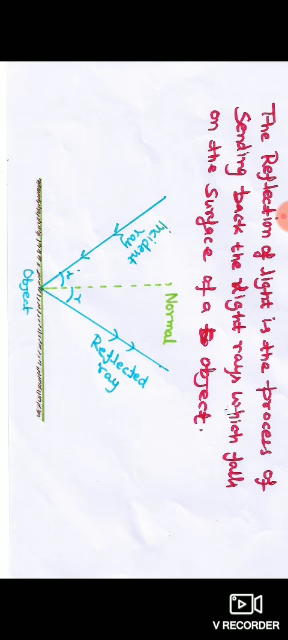 The Reflection of light is the process of
Sending back the light rays which fall
on the Surface of a object.
Incident
ray
Normal
Reflected
ray
i
r
Object
V RECORDER